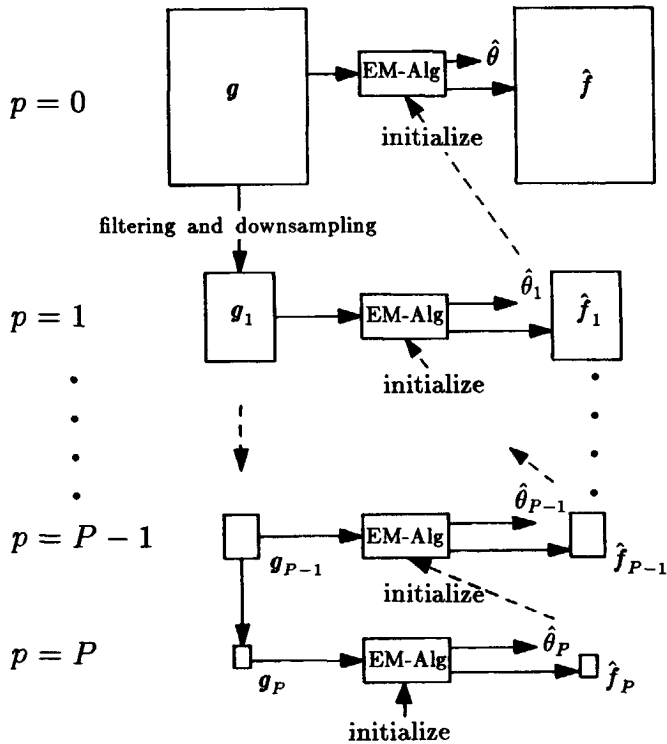 p = 0
g
EM-Alg
θ̂
f̂
initialize
filtering and downsampling
p = 1
g₁
EM-Alg
θ̂₁
f̂₁
initialize
p = P − 1
g_{P−1}
EM-Alg
θ̂_{P−1}
f̂_{P−1}
initialize
p = P
g_P
EM-Alg
θ̂_P
f̂_P
initialize